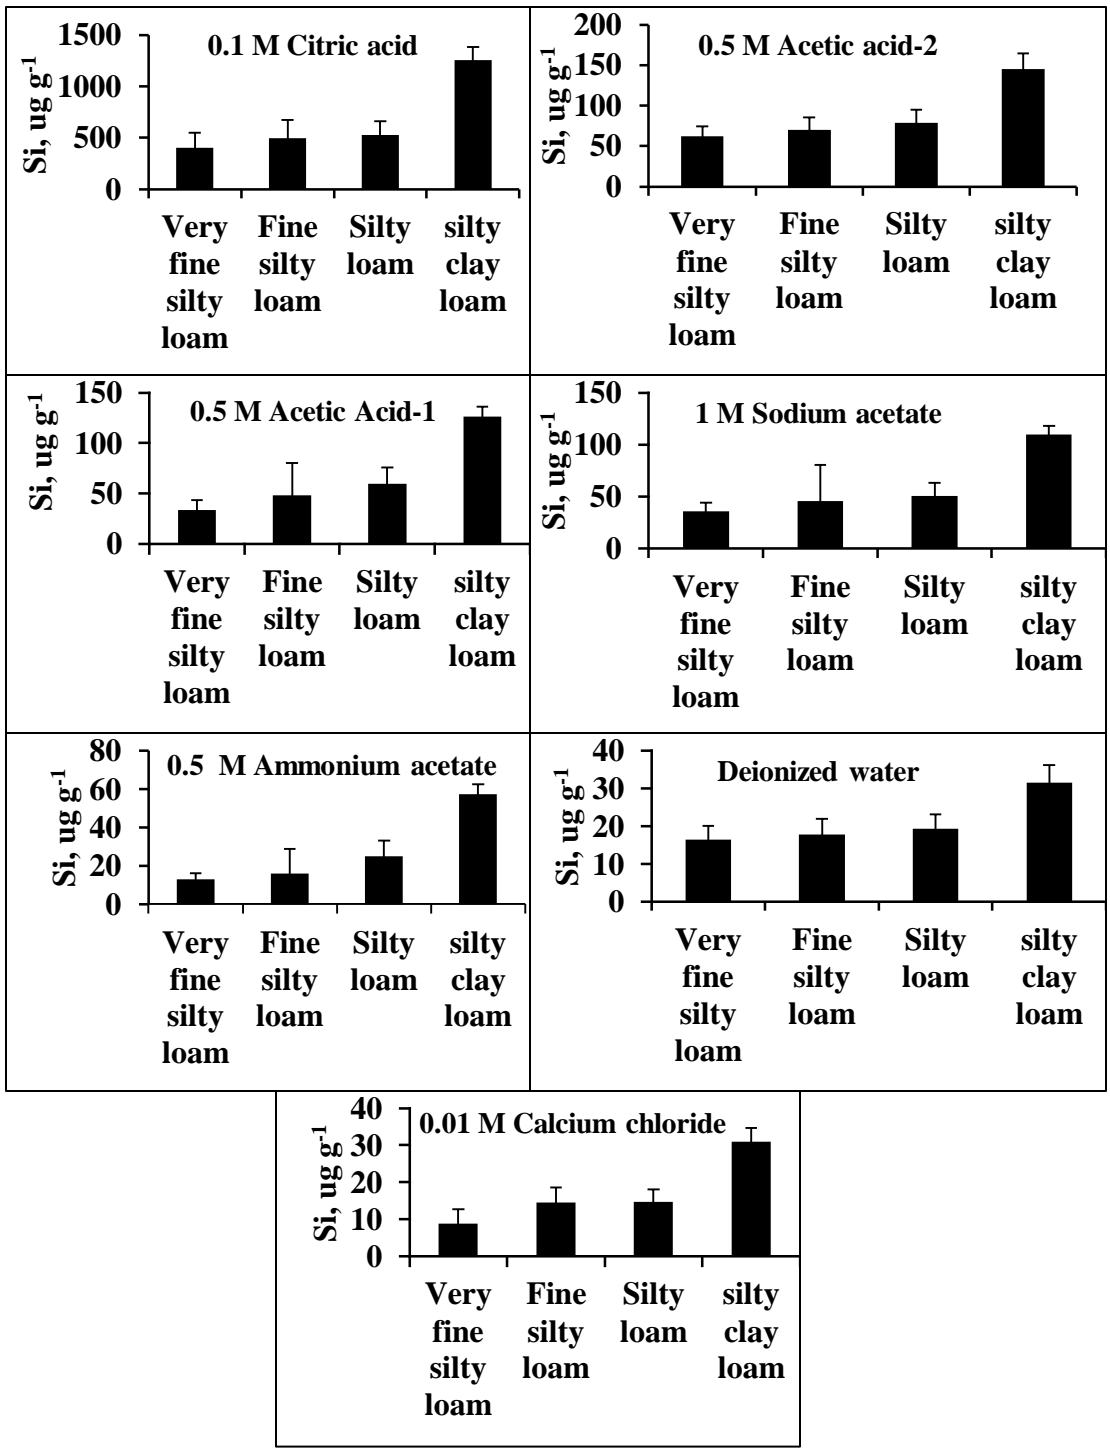 0.1 M Citric acid
Si, ug g-1
1500
1000
500
0
Very fine silty loam
Fine silty loam
Silty loam
silty clay loam
0.5 M Acetic acid-2
Si, ug g-1
200
150
100
50
0
Very fine silty loam
Fine silty loam
Silty loam
silty clay loam
0.5 M Acetic Acid-1
Si, ug g-1
150
100
50
0
Very fine silty loam
Fine silty loam
Silty loam
silty clay loam
1 M Sodium acetate
Si, ug g-1
150
100
50
0
Very fine silty loam
Fine silty loam
Silty loam
silty clay loam
0.5 M Ammonium acetate
Si, ug g-1
80
60
40
20
0
Very fine silty loam
Fine silty loam
Silty loam
silty clay loam
Deionized water
Si, ug g-1
40
30
20
10
0
Very fine silty loam
Fine silty loam
Silty loam
silty clay loam
0.01 M Calcium chloride
Si, ug g-1
40
30
20
10
0
Very fine silty loam
Fine silty loam
Silty loam
silty clay loam